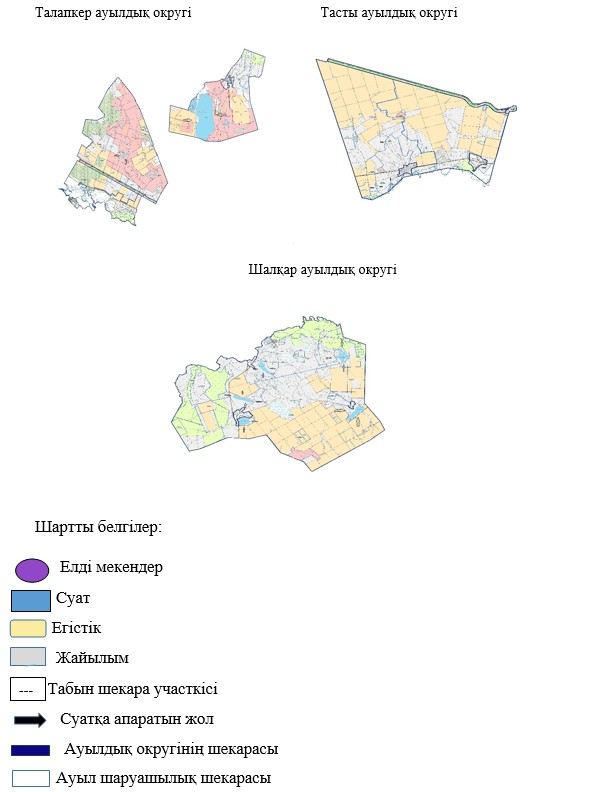 Талапкер ауылдық округі
Тасты ауылдық округі
Шалқар ауылдық округі
Шартты белгілер:
Елді мекендер
Суат
Егістік
Жайылым
Табын шекара участкісі
Суатқа апаратын жол
Ауылдық округінің шекарасы
Ауыл шаруашылық шекарасы